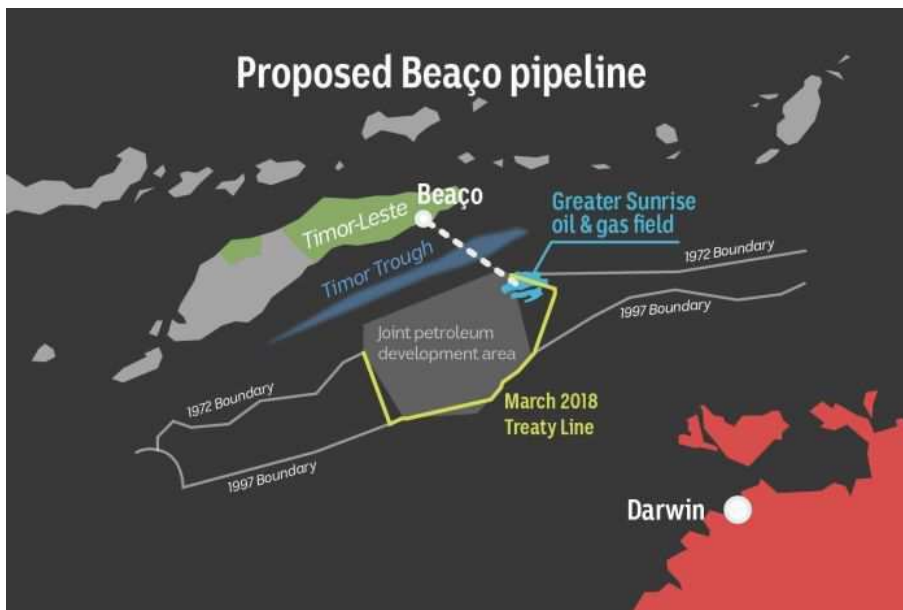 Proposed Beaço pipeline
Beaço
Greater Sunrise
oil & gas field
Timor-Leste
Timor Trough
1972 Boundary
1997 Boundary
Joint petroleum
development area
1972 Boundary
March 2018
Treaty Line
1997 Boundary
Darwin